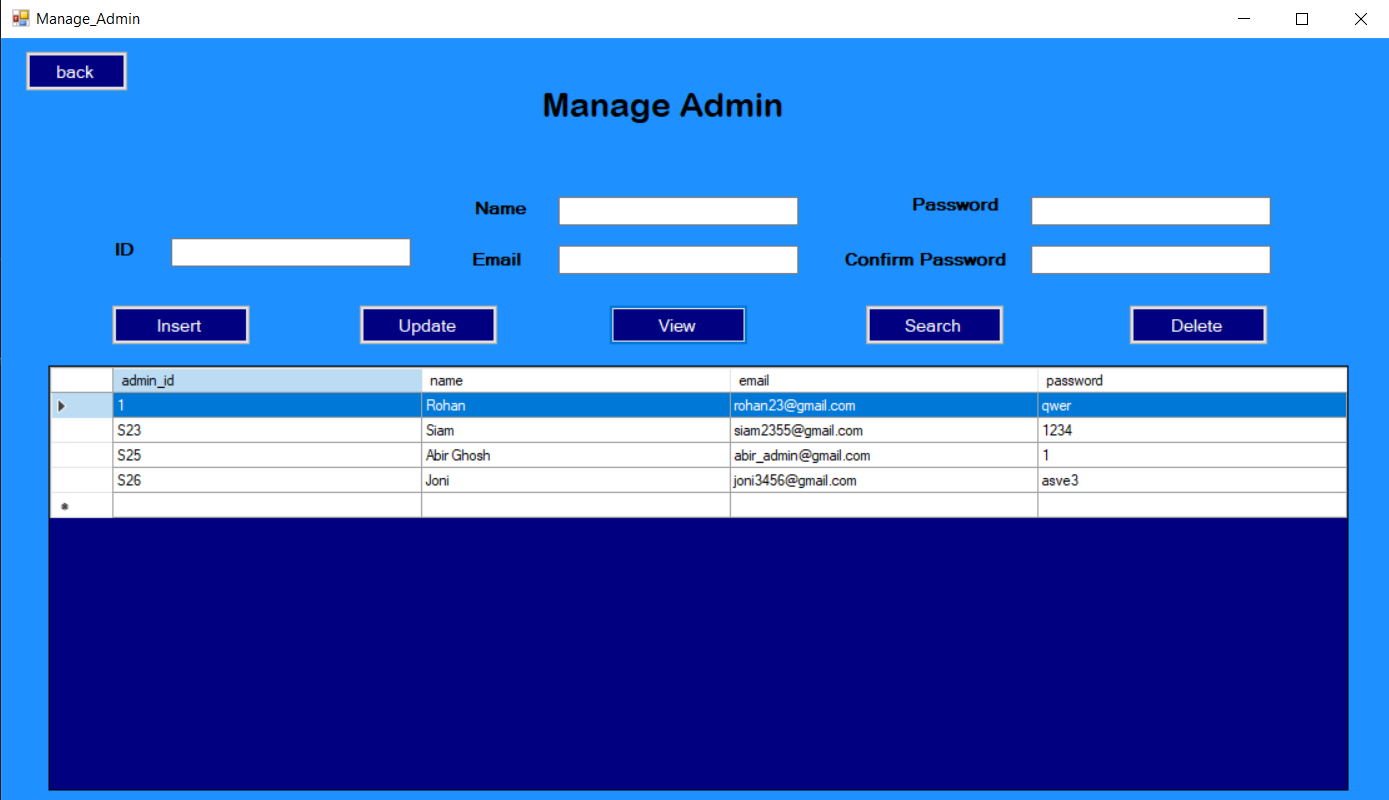 Manage_Admin
back
Manage Admin
Name
Password
ID
Email
Confirm Password
Insert Update View Search Delete
admin_id name email password
1 Rohan rohan23@gmail.com qwer
S23 Siam siam2355@gmail.com 1234
S25 Abir Ghosh abir_admin@gmail.com 1
S26 Joni joni3456@gmail.com asve3